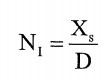 N_I = X_s / D